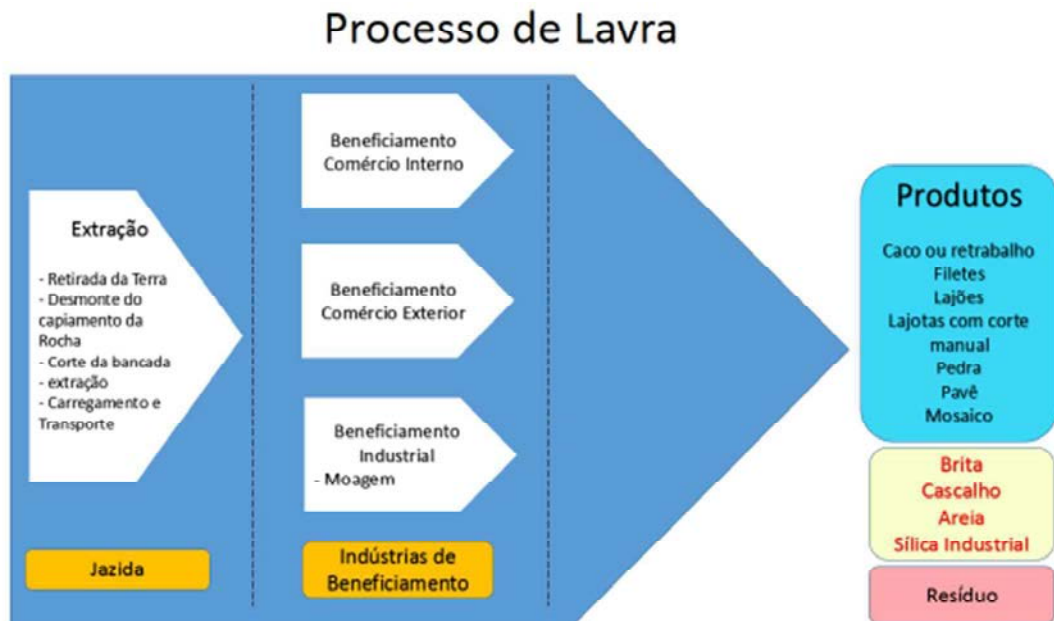 Processo de Lavra
Extração
- Retirada da Terra
- Desmonte do
capiamento da
Rocha
- Corte da bancada
- extração
- Carregamento e
Transporte
Jazida
Beneficiamento
Comércio Interno
Beneficiamento
Comércio Exterior
Beneficiamento
Industrial
- Moagem
Indústrias de
Beneficiamento
Produtos
Caco ou retrabalho
Filetes
Lajões
Lajotas com corte
manual
Pedra
Pavê
Mosaico
Brita
Cascalho
Areia
Sílica Industrial
Resíduo